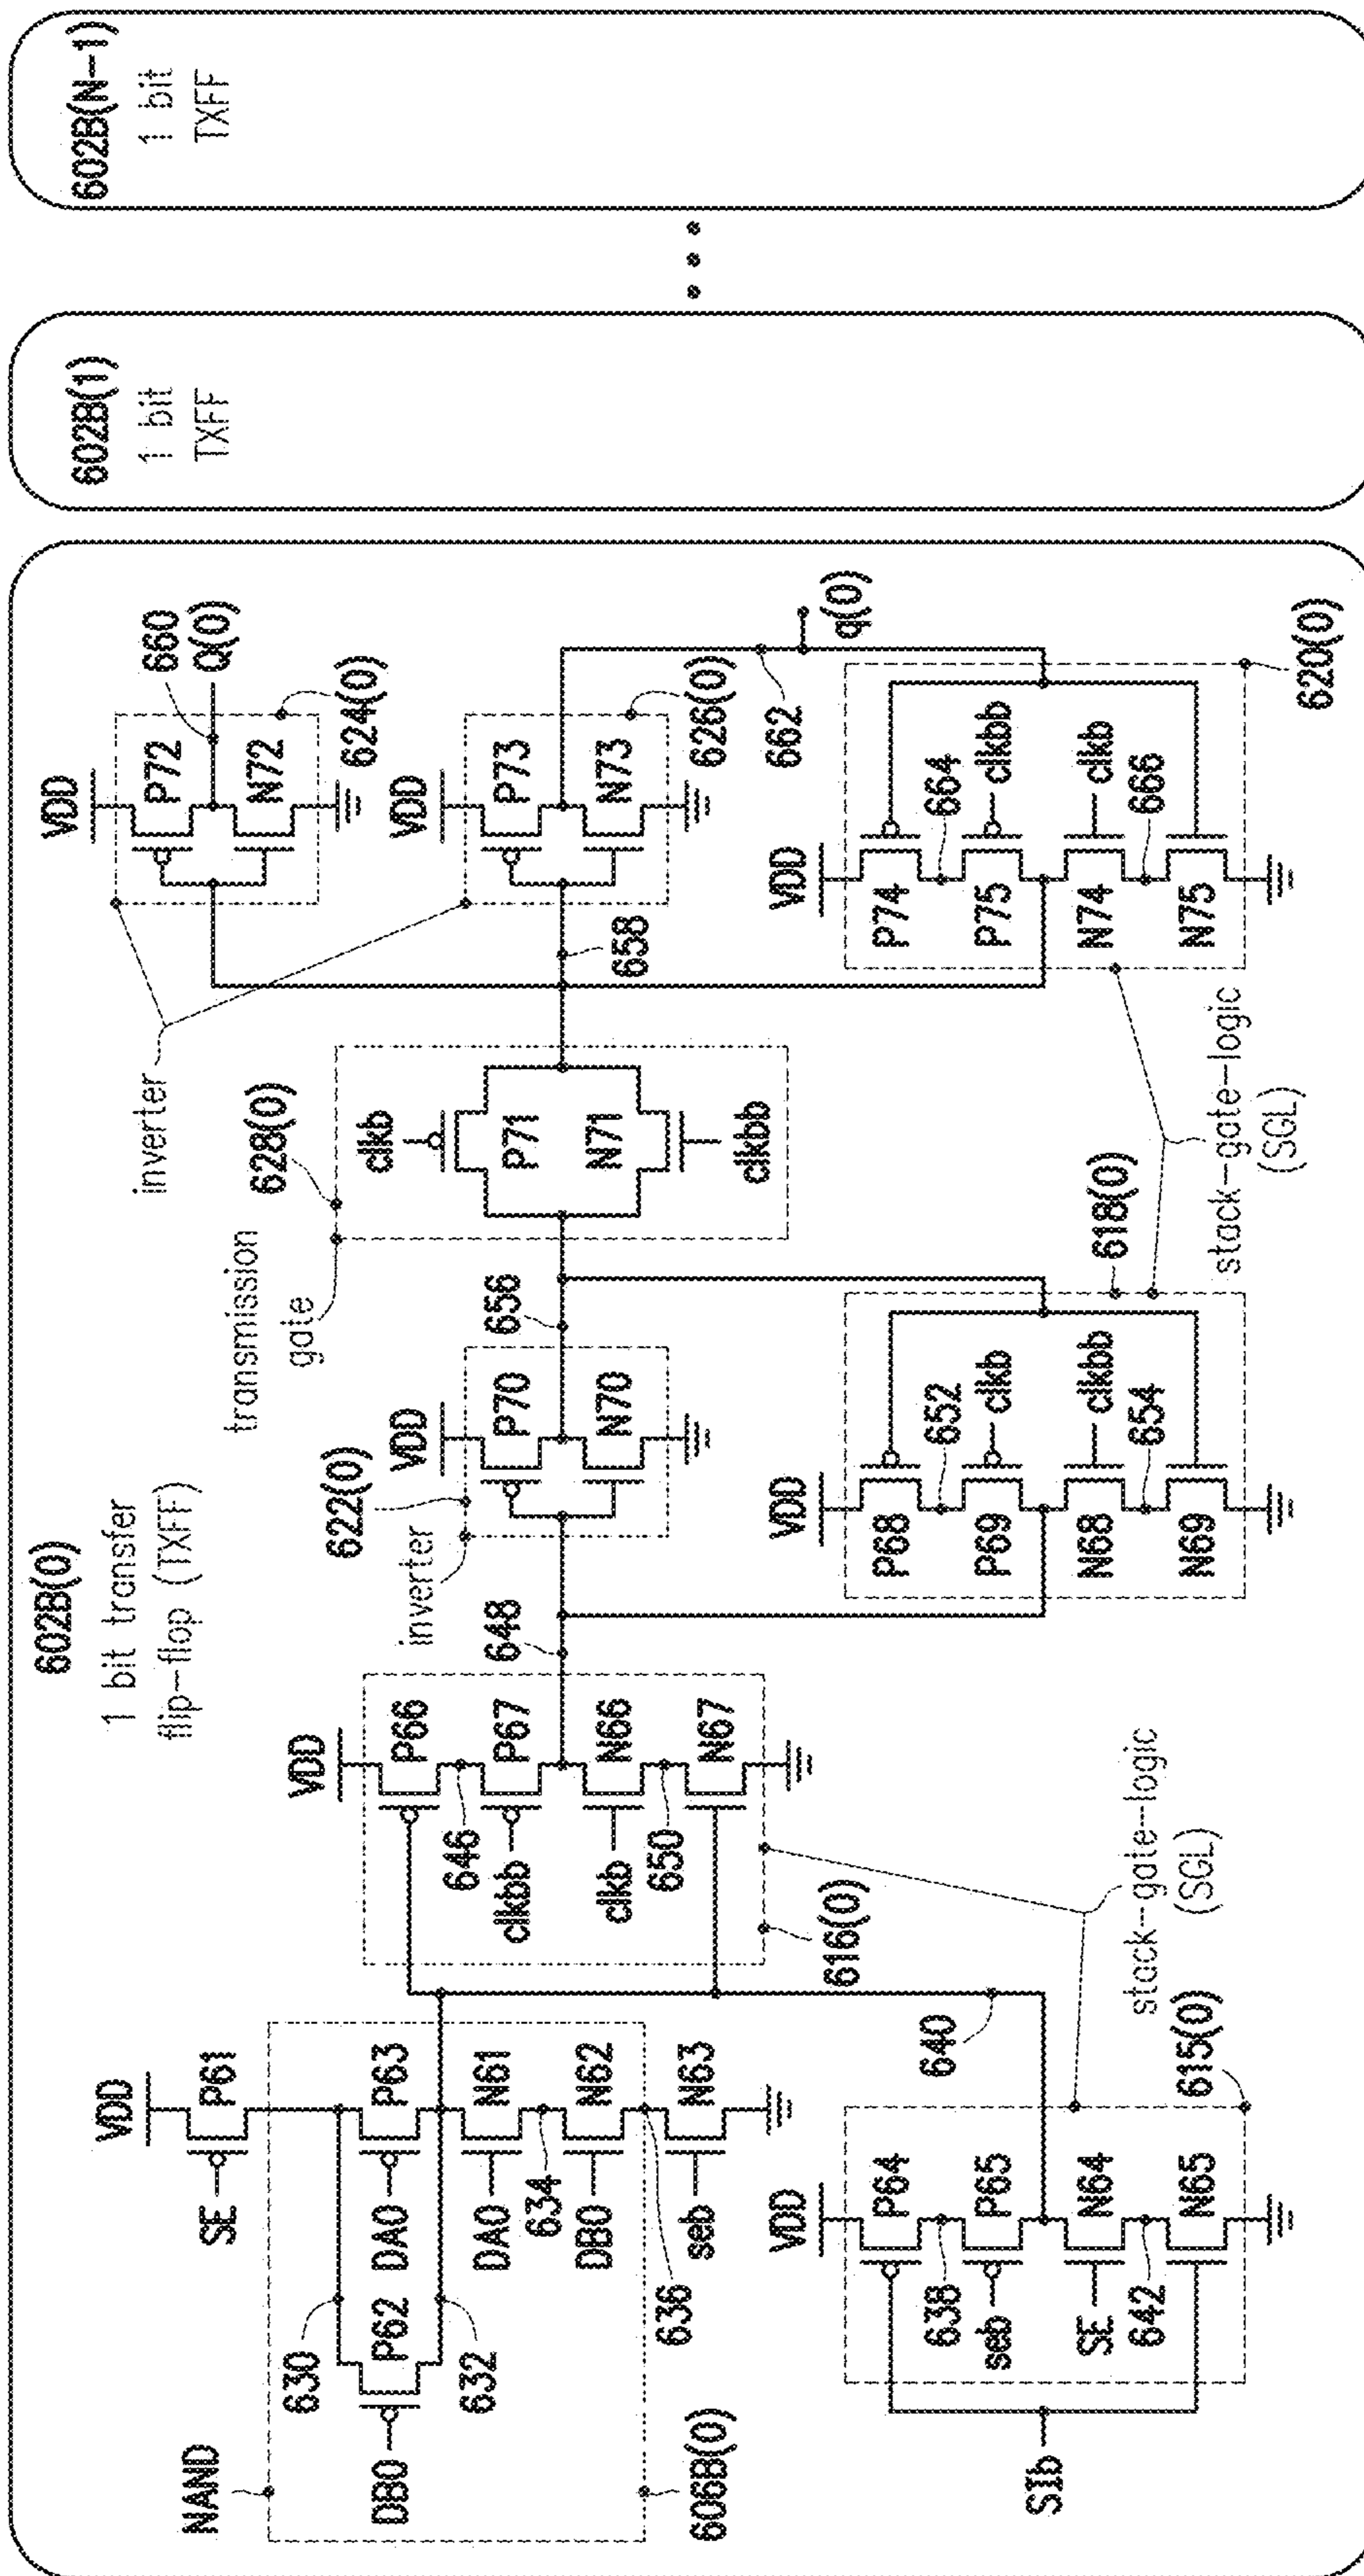 602B(0)
1 bit transfer
flip-flop (TXFF)
NAND
DB0
630
P62
632
VDD
SE
P61
DA0
P63
DA0
N61
634
DB0
N62
636
seb
N63
606B(0)
SIb
VDD
P64
638
seb
P65
SE
N64
642
N65
615(0)
640
stack-gate-logic
(SGL)
616(0)
VDD
P66
646
clkbb
P67
clkb
N66
650
N67
648
inverter
622(0)
VDD
P70
N70
656
VDD
P68
652
P69
clkb
N68
clkbb
654
N69
618(0)
stack-gate-logic
(SGL)
transmission
gate
628(0)
clkb
P71
N71
clkbb
inverter
658
VDD
P72
N72
660
Q(0)
624(0)
VDD
P73
N73
626(0)
662
q(0)
VDD
P74
664
P75
clkbb
N74
clkb
666
N75
620(0)
602B(1)
1 bit
TXFF
602B(N-1)
1 bit
TXFF